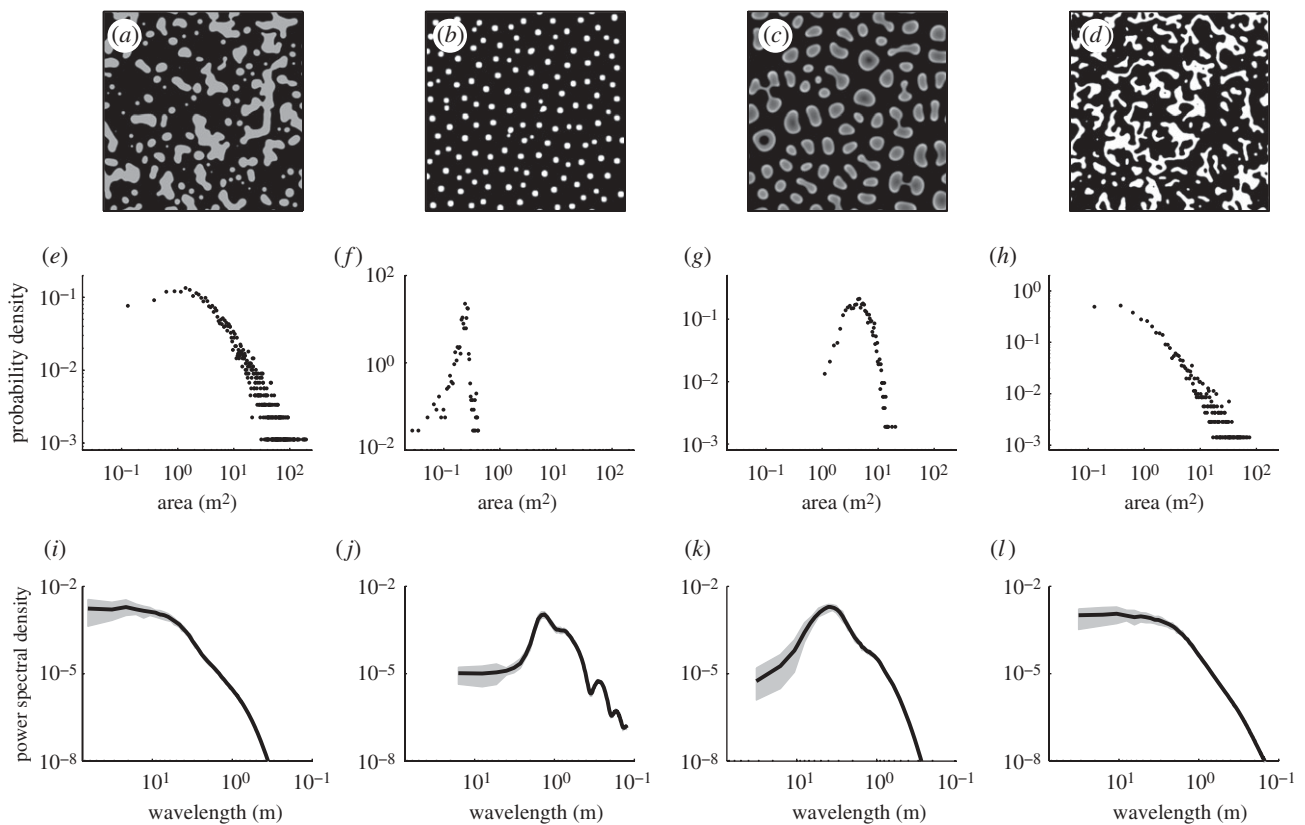 (a) (b) (c) (d)
(e) (f) (g) (h)
probability density
10⁻¹ 10⁻² 10⁻³
10² 10⁰ 10⁻²
10⁻¹ 10⁻² 10⁻³
10⁰ 10⁻¹ 10⁻² 10⁻³
10⁻¹ 10⁰ 10¹ 10² 10⁻¹ 10⁰ 10¹ 10² 10⁻¹ 10⁰ 10¹ 10² 10⁻¹ 10⁰ 10¹ 10²
area (m²) area (m²) area (m²) area (m²)
(i) (j) (k) (l)
power spectral density
10⁻² 10⁻⁵ 10⁻⁸
10⁻² 10⁻⁵ 10⁻⁸
10⁻² 10⁻⁵ 10⁻⁸
10⁻² 10⁻⁵ 10⁻⁸
10¹ 10⁰ 10⁻¹ 10¹ 10⁰ 10⁻¹ 10¹ 10⁰ 10⁻¹ 10¹ 10⁰ 10⁻¹
wavelength (m) wavelength (m) wavelength (m) wavelength (m)